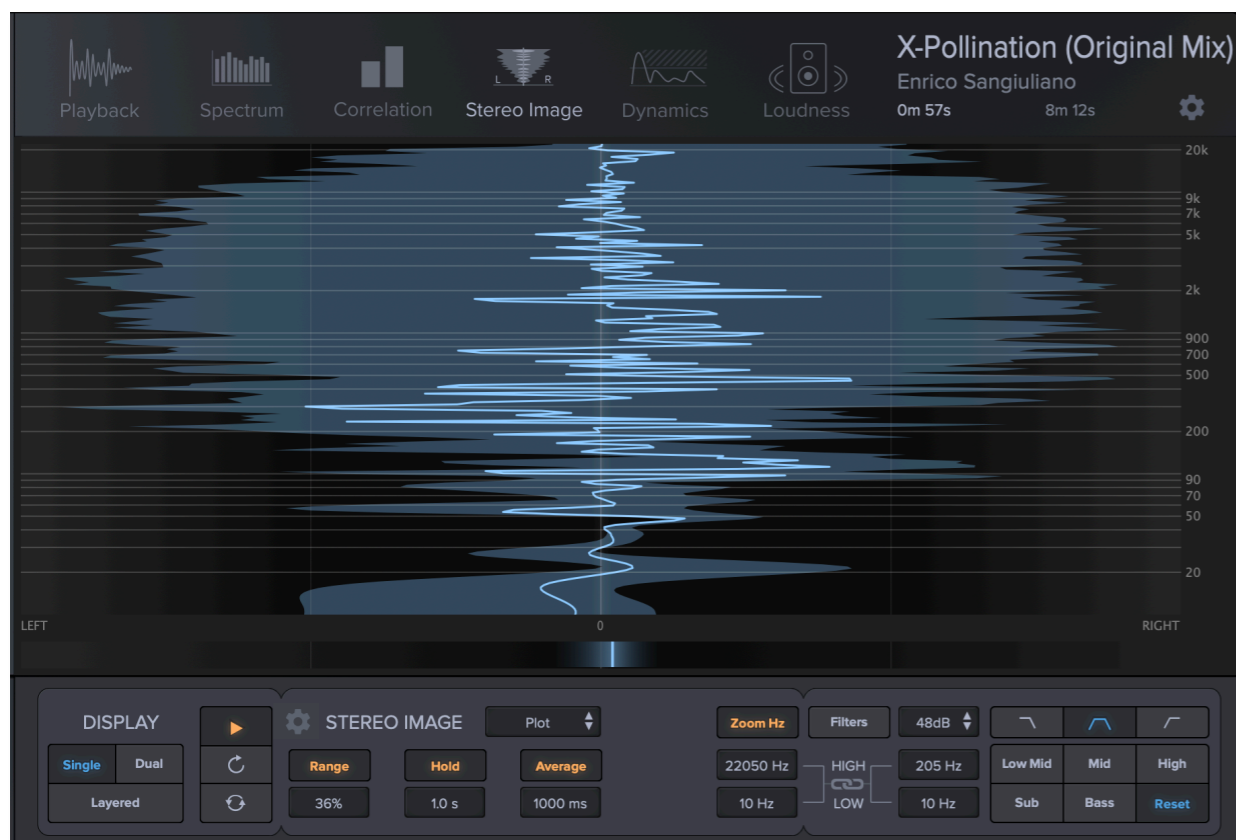 X-Pollination (Original Mix)
Enrico Sangiuliano
0m 57s 8m 12s
Playback Spectrum Correlation Stereo Image Dynamics Loudness
L R
20k
9k
7k
5k
2k
900
700
500
200
90
70
50
20
LEFT 0 RIGHT
DISPLAY
Single Dual
Layered
STEREO IMAGE Plot
Range Hold Average
36% 1.0 s 1000 ms
Zoom Hz Filters 48dB
22050 Hz HIGH 205 Hz
10 Hz LOW 10 Hz
Low Mid Mid High
Sub Bass Reset